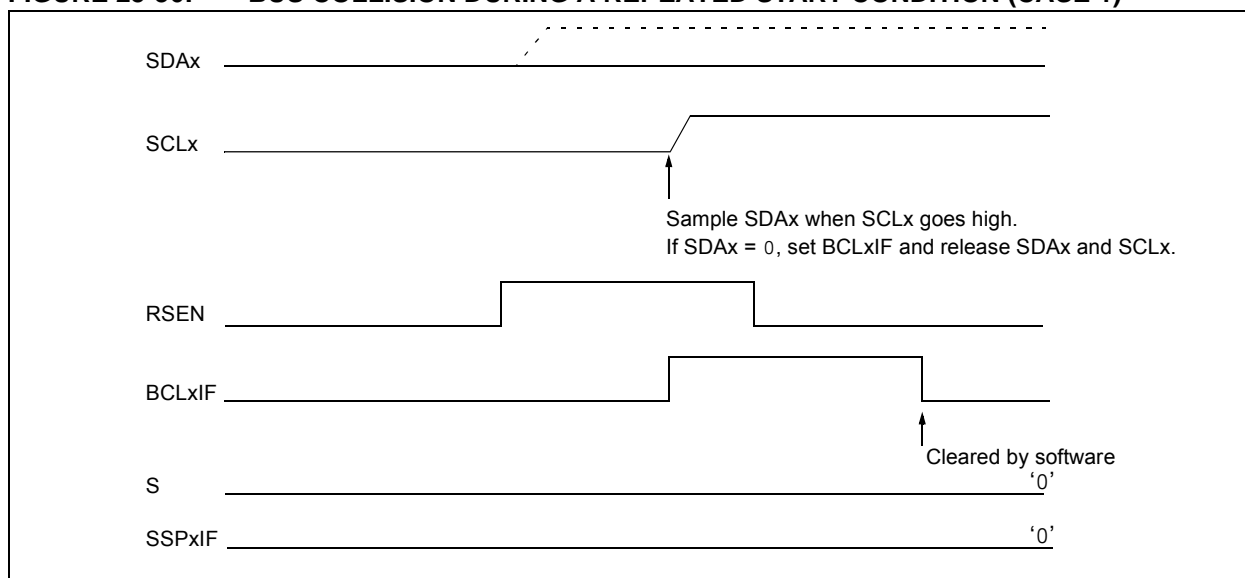 SDAx
SCLx
Sample SDAx when SCLx goes high.
If SDAx = 0, set BCLxIF and release SDAx and SCLx.
RSEN
BCLxIF
Cleared by software
S
‘0’
SSPxIF
‘0’